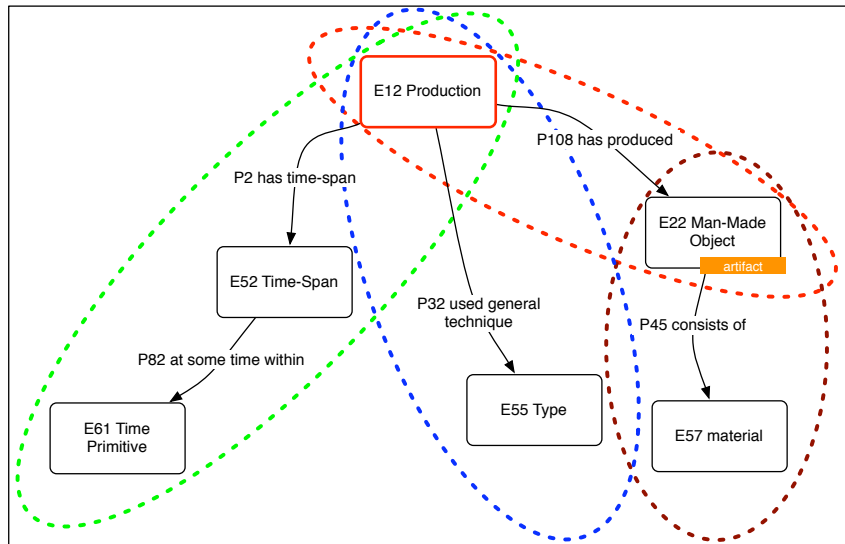 E12 Production
P108 has produced
P2 has time-span
E22 Man-Made
Object
artifact
E52 Time-Span
P32 used general
technique
P45 consists of
P82 at some time within
E61 Time
Primitive
E55 Type
E57 material